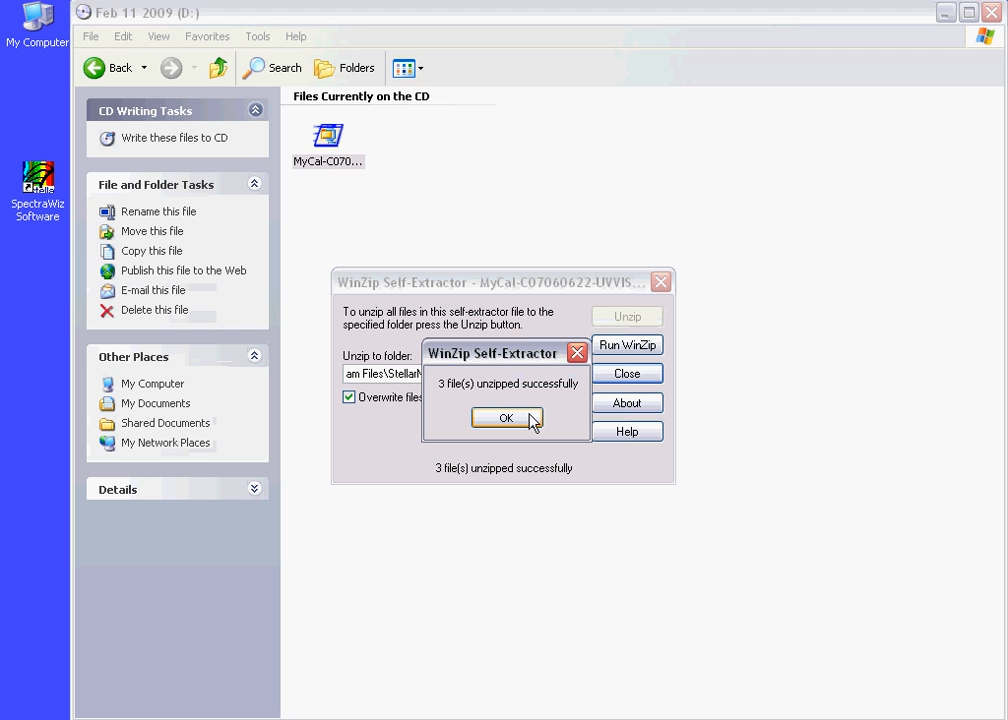 Feb 11 2009 (D:)
My Computer
File Edit View Favorites Tools Help
Back Search Folders
Files Currently on the CD
CD Writing Tasks
Write these files to CD
MyCal-C070...
stella
SpectraWiz
Software
File and Folder Tasks
Rename this file
Move this file
Copy this file
Publish this file to the Web
E-mail this file
Delete this file
Other Places
My Computer
My Documents
Shared Documents
My Network Places
Details
WinZip Self-Extractor - MyCal-C07060622-UVVIS...
To unzip all files in this self-extractor file to the
specified folder press the Unzip button.
Unzip to folder:
am Files\Stellar
Overwrite files
Unzip
Run WinZip
Close
About
Help
WinZip Self-Extractor
3 file(s) unzipped successfully
OK
3 file(s) unzipped successfully